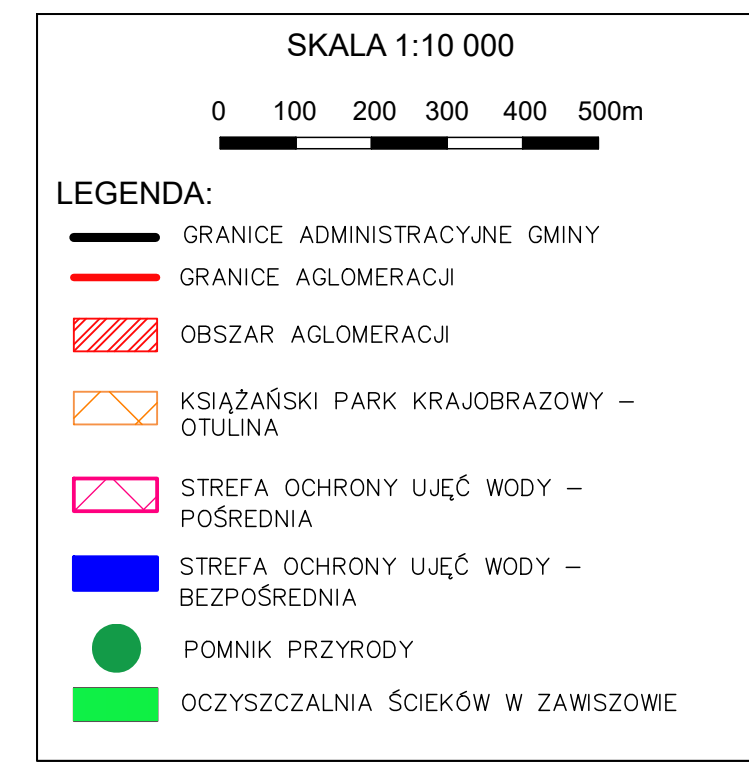 SKALA 1:10 000
0 100 200 300 400 500m
LEGENDA:
GRANICE ADMINISTRACYJNE GMINY
GRANICE AGLOMERACJI
OBSZAR AGLOMERACJI
KSIĄŻAŃSKI PARK KRAJOBRAZOWY –
OTULINA
STREFA OCHRONY UJĘĆ WODY –
POŚREDNIA
STREFA OCHRONY UJĘĆ WODY –
BEZPOŚREDNIA
POMNIK PRZYRODY
OCZYSZCZALNIA ŚCIEKÓW W ZAWISZOWIE